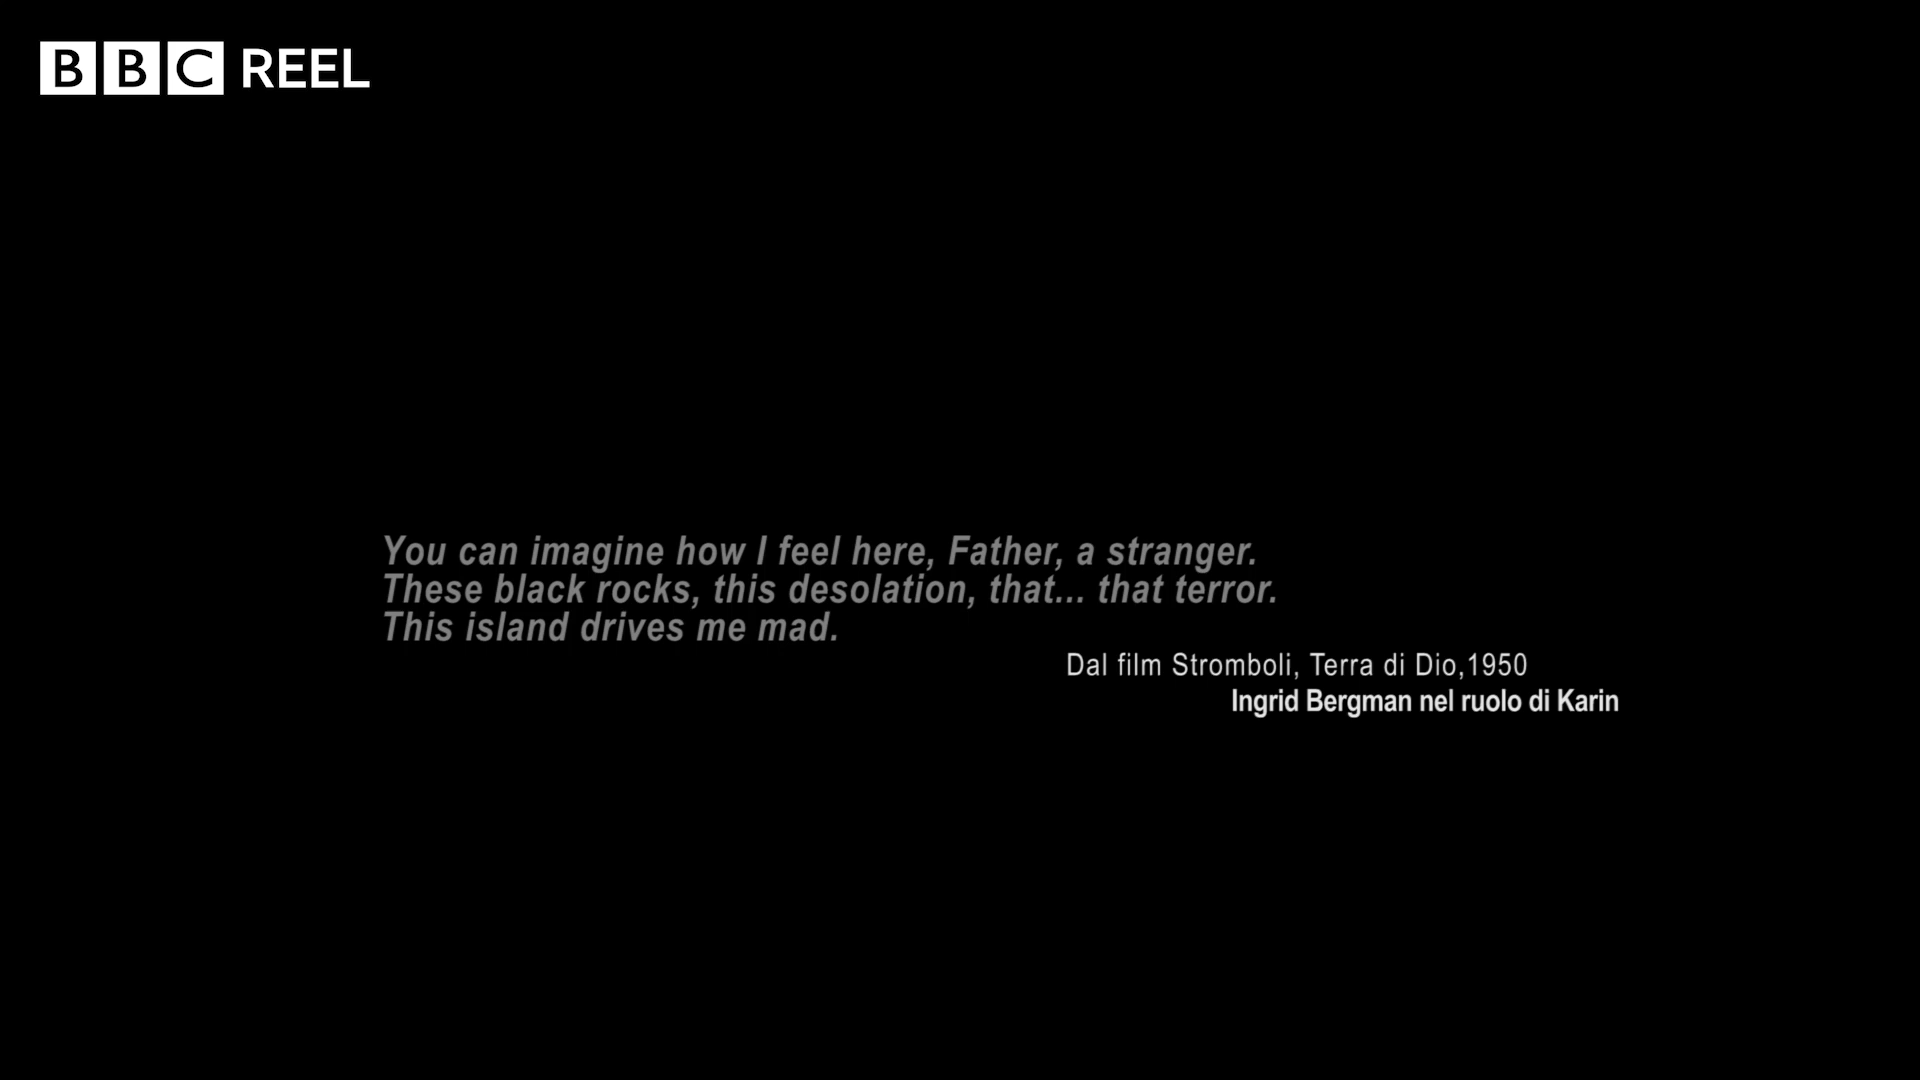 BBC REEL
You can imagine how I feel here, Father, a stranger.
These black rocks, this desolation, that... that terror.
This island drives me mad.
Dal film Stromboli, Terra di Dio,1950
Ingrid Bergman nel ruolo di Karin